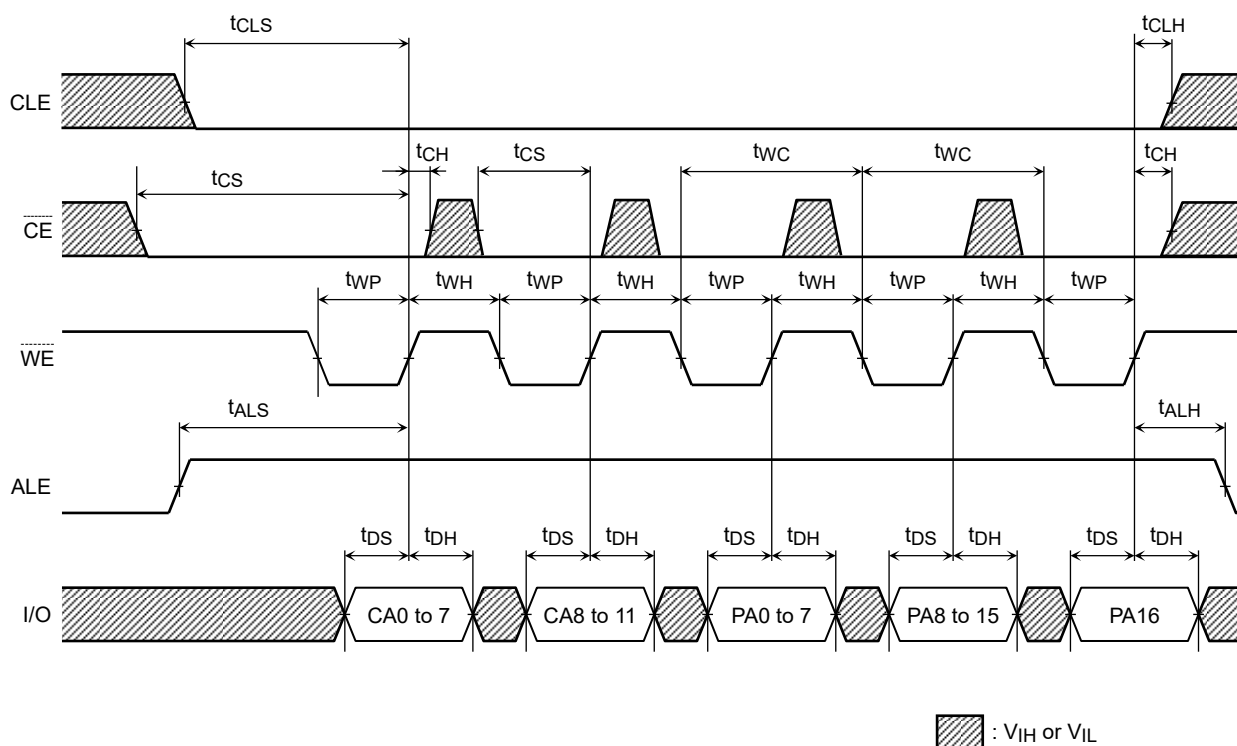 tCLS
tCLH
CLE
tCH
tCS
tWC
tWC
tCH
tCS
CE
tWP
tWH
tWP
tWH
tWP
tWH
tWP
tWH
tWP
WE
tALS
tALH
ALE
tDS
tDH
tDS
tDH
tDS
tDH
tDS
tDH
tDS
tDH
I/O
CA0 to 7
CA8 to 11
PA0 to 7
PA8 to 15
PA16
: VIH or VIL